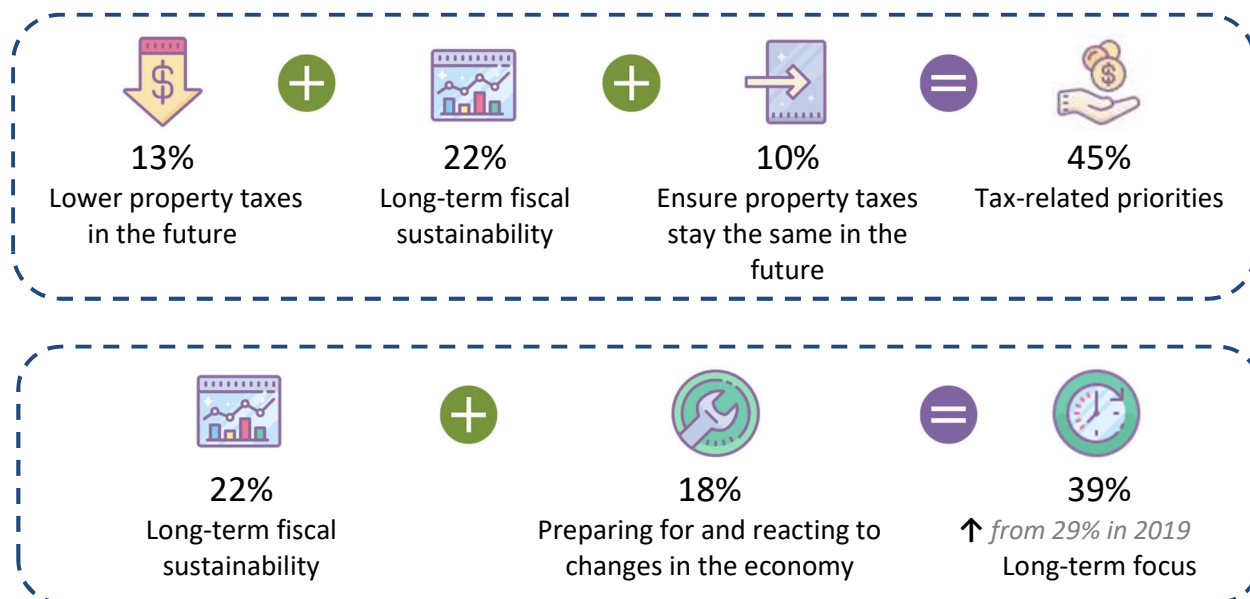 13%
Lower property taxes
in the future
+
22%
Long-term fiscal
sustainability
+
10%
Ensure property taxes
stay the same in the
future
=
45%
Tax-related priorities
22%
Long-term fiscal
sustainability
+
18%
Preparing for and reacting to
changes in the economy
=
39%
↑ from 29% in 2019
Long-term focus